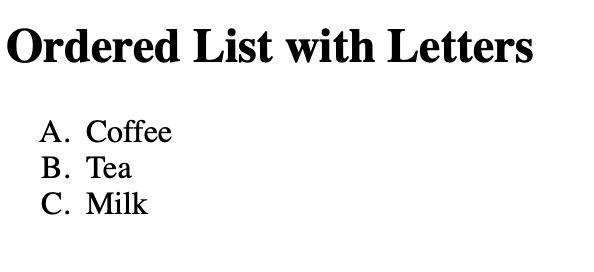 Ordered List with Letters
A. Coffee
B. Tea
C. Milk